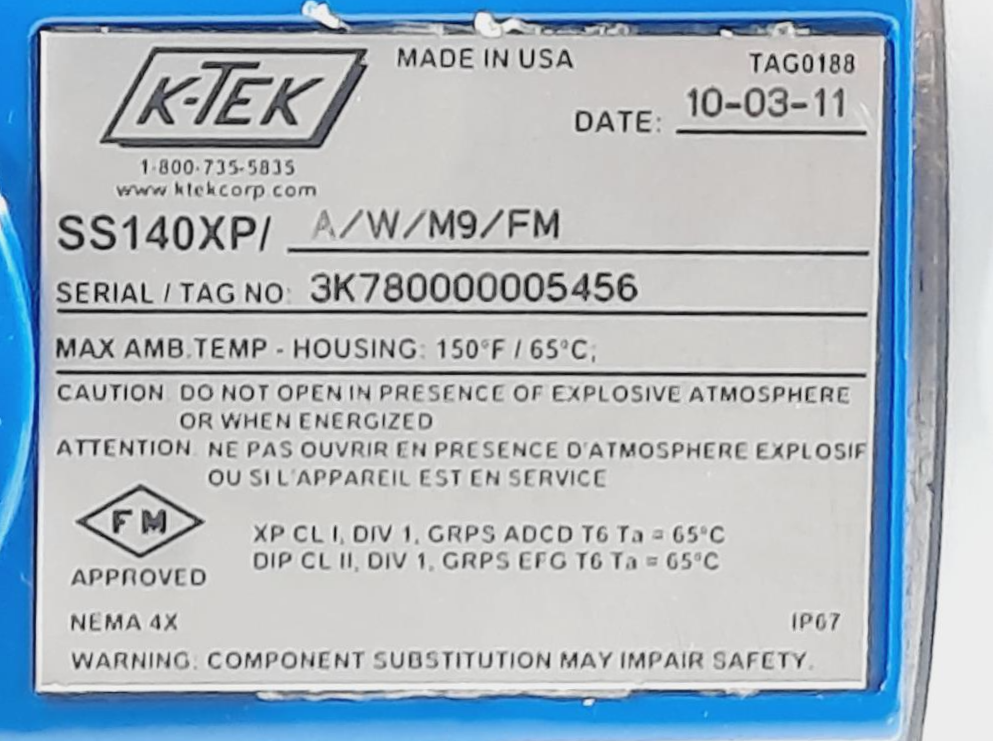 K-TEK
MADE IN USA
TAG0188
DATE: 10-03-11
1-800-735-5835
www ktekcorp com
SS140XP/ A/W/M9/FM
SERIAL / TAG NO: 3K780000005456
MAX AMB.TEMP - HOUSING: 150°F / 65°C;
CAUTION. DO NOT OPEN IN PRESENCE OF EXPLOSIVE ATMOSPHERE
OR WHEN ENERGIZED
ATTENTION. NE PAS OUVRIR EN PRESENCE D'ATMOSPHERE EXPLOSIF
OU SI L'APPAREIL EST EN SERVICE
FM
APPROVED
XP CL I, DIV 1, GRPS ADCD T6 Ta = 65°C
DIP CL II, DIV 1, GRPS EFG T6 Ta = 65°C
NEMA 4X
IP67
WARNING: COMPONENT SUBSTITUTION MAY IMPAIR SAFETY.